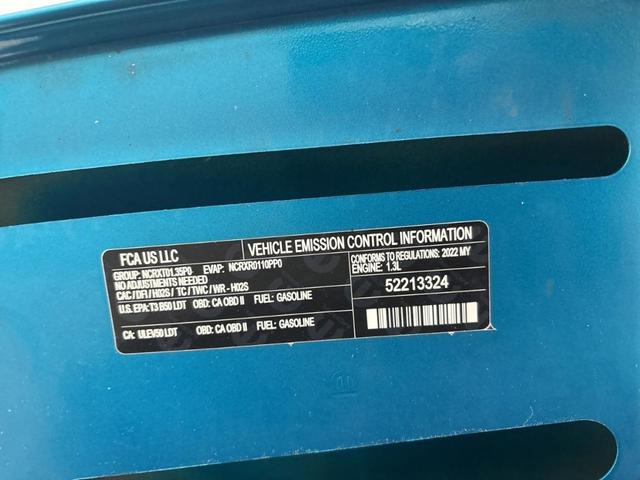 FCA US LLC
VEHICLE EMISSION CONTROL INFORMATION
GROUP: NCRXT01.35P0 EVAP: NCRXR0110PP0
NO ADJUSTMENTS NEEDED
CAC / DFI / H02S / TC / TWC / WR - H02S
U.S. EPA: T3 B50 LDT OBD: CA OBD II FUEL: GASOLINE
CA: ULEV50 LDT OBD: CA OBD II FUEL: GASOLINE
CONFORMS TO REGULATIONS: 2022 MY
ENGINE: 1.3L
52213324